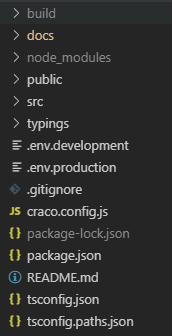 build
docs
node_modules
public
src
typings
.env.development
.env.production
.gitignore
JS craco.config.js
{} package-lock.json
{} package.json
README.md
tsconfig.json
tsconfig.paths.json